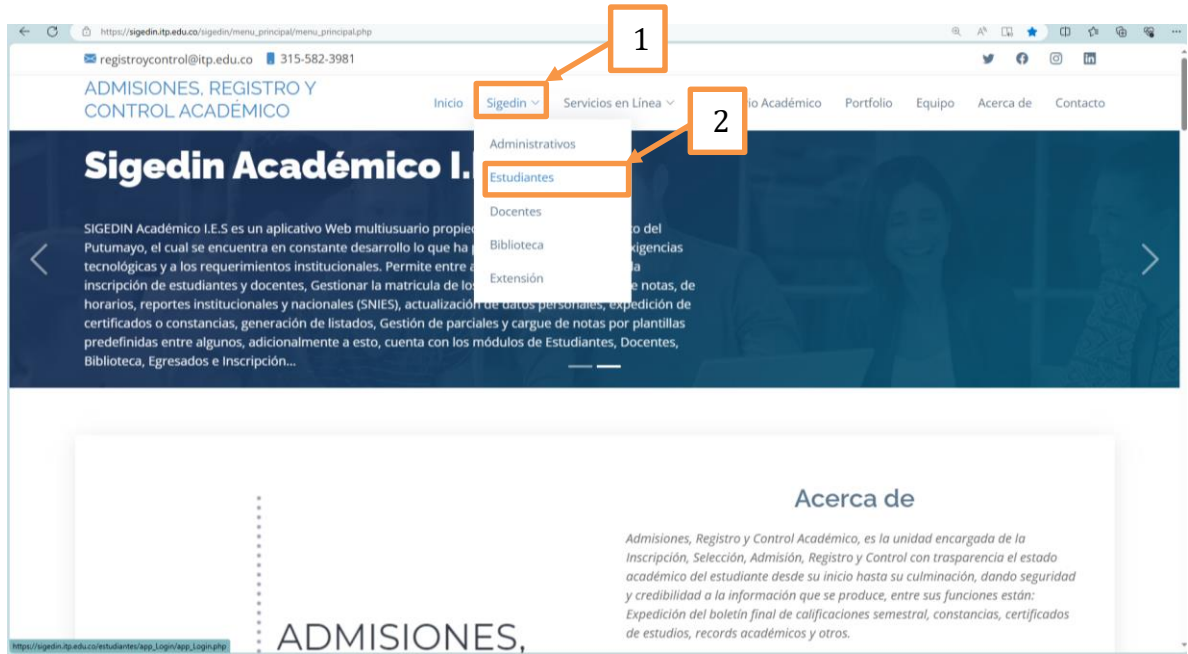 https://sigedin.itp.edu.co/sigedin/menu_principal/menu_principal.php
1
registroycontrol@itp.edu.co 315-582-3981
ADMISIONES, REGISTRO Y
CONTROL ACADÉMICO
Inicio Sigedin Servicios en Línea Académico Portfolio Equipo Acerca de Contacto
2
Administrativos
Estudiantes
Docentes
Biblioteca
Extensión
Sigedin Académico I.
SIGEDIN Académico I.E.S es un aplicativo Web multiusuario del
Putumayo, el cual se encuentra en constante desarrollo lo que ha
tecnológicas y a los requerimientos institucionales. Permite entre
inscripción de estudiantes y docentes, Gestionar la matricula de notas, de
horarios, reportes institucionales y nacionales (SNIES), actualización de datos personales, expedición de
certificados o constancias, generación de listados, Gestión de parciales y cargue de notas por plantillas
predefinidas entre algunos, adicionalmente a esto, cuenta con los módulos de Estudiantes, Docentes,
Biblioteca, Egresados e Inscripción...
Acerca de
Admisiones, Registro y Control Académico, es la unidad encargada de la
Inscripción, Selección, Admisión, Registro y Control con trasparencia el estado
académico del estudiante desde su inicio hasta su culminación, dando seguridad
y credibilidad a la información que se produce, entre sus funciones están:
Expedición del boletín final de calificaciones semestral, constancias, certificados
de estudios, records académicos y otros.
ADMISIONES,
https://sigedin.itp.edu.co/estudiantes/app_Login/app_Login.php